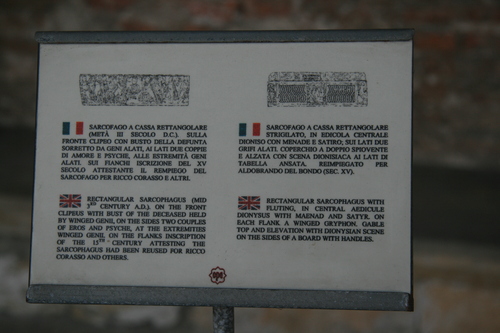 SARCOFAGO A CASSA RETTANGOLARE
(METÀ III SECOLO D.C.). SULLA
FRONTE CLIPEO CON BUSTO DELLA DEFUNTA
SORRETTO DA GENI ALATI, AI LATI DUE COPPIE
DI AMORE E PSYCHE, ALLE ESTREMITÀ GENI
ALATI. SUI FIANCHI ISCRIZIONE DEL XV
SECOLO ATTESTANTE IL REIMPIEGO DEL
SARCOFAGO PER RICCO CORASSO E ALTRI.
RECTANGULAR SARCOPHAGUS (MID
3RD CENTURY A.D.). ON THE FRONT
CLIPEUS WITH BUST OF THE DECEASED HELD
BY WINGED GENII, ON THE SIDES TWO COUPLES
OF EROS AND PSYCHE, AT THE EXTREMITIES
WINGED GENII, ON THE FLANKS INSCRIPTION
OF THE 15TH CENTURY ATTESTING THE
SARCOPHAGUS HAD BEEN REUSED FOR RICCO
CORASSO AND OTHERS.
SARCOFAGO A CASSA RETTANGOLARE
STRIGILATO, IN EDICOLA CENTRALE
DIONISO CON MENADE E SATIRO, SUI LATI DUE
GRIFI ALATI. COPERCHIO A DOPPIO SPIOVENTE
E ALZATA CON SCENA DIONISIACA AI LATI DI
TABELLA ANSATA. REIMPIEGATO PER
ALDOBRANDO DEL BONDO (SEC. XV).
RECTANGULAR SARCOPHAGUS WITH
FLUTING, IN CENTRAL AEDICULE
DIONYSUS WITH MAENAD AND SATYR, ON
EACH FLANK A WINGED GRYPHON. GABLE
TOP AND ELEVATION WITH DIONYSIAN SCENE
ON THE SIDES OF A BOARD WITH HANDLES.